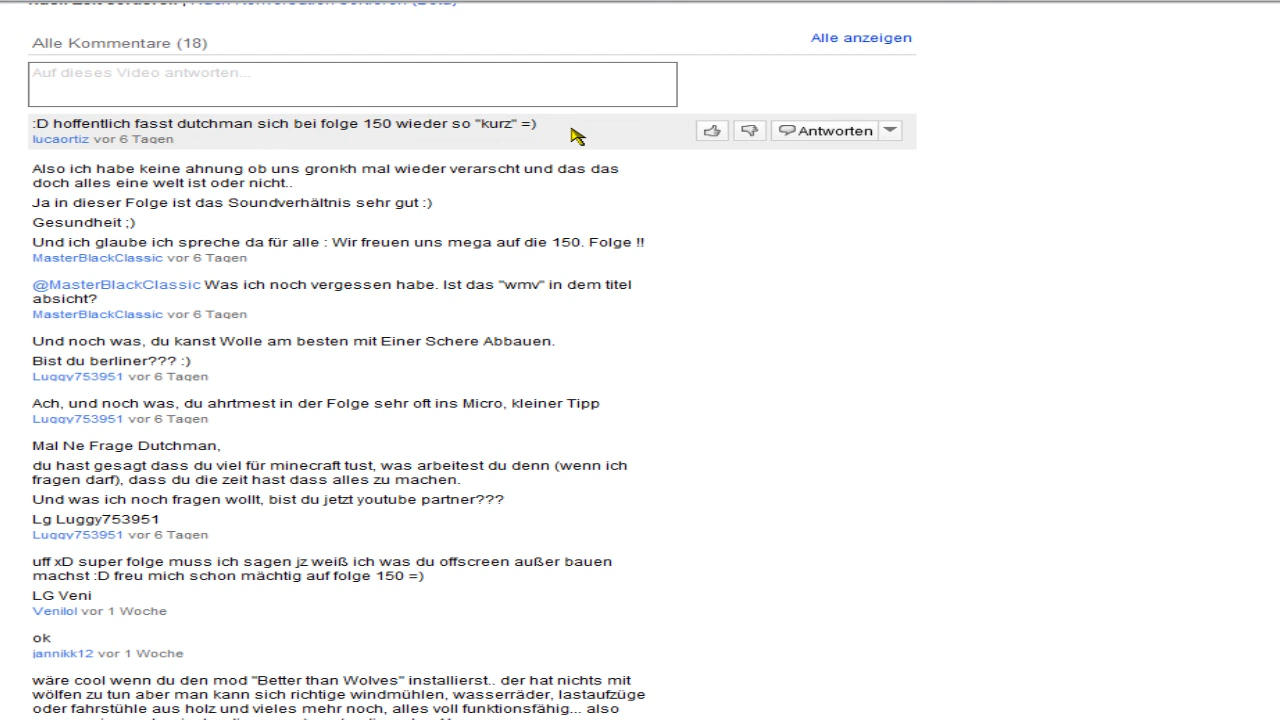 Alle Kommentare (18)
Alle anzeigen
Auf dieses Video antworten...
:D hoffentlich fasst dutchman sich bei folge 150 wieder so "kurz" =)
lucaortiz vor 6 Tagen
Antworten
Also ich habe keine ahnung ob uns gronkh mal wieder verarscht und das das
doch alles eine welt ist oder nicht..
Ja in dieser Folge ist das Soundverhältnis sehr gut :)
Gesundheit ;)
Und ich glaube ich spreche da für alle : Wir freuen uns mega auf die 150. Folge !!
MasterBlackClassic vor 6 Tagen
@MasterBlackClassic Was ich noch vergessen habe. Ist das "wmv" in dem titel
absicht?
MasterBlackClassic vor 6 Tagen
Und noch was, du kanst Wolle am besten mit Einer Schere Abbauen.
Bist du berliner??? :)
Luggy753951 vor 6 Tagen
Ach, und noch was, du ahrtmest in der Folge sehr oft ins Micro, kleiner Tipp
Luggy753951 vor 6 Tagen
Mal Ne Frage Dutchman,
du hast gesagt dass du viel für minecraft tust, was arbeitest du denn (wenn ich
fragen darf), dass du die zeit hast dass alles zu machen.
Und was ich noch fragen wollt, bist du jetzt youtube partner???
Lg Luggy753951
Luggy753951 vor 6 Tagen
uff xD super folge muss ich sagen jz weiß ich was du offscreen außer bauen
machst :D freu mich schon mächtig auf folge 150 =)
LG Veni
Venilol vor 1 Woche
ok
jannikk12 vor 1 Woche
wäre cool wenn du den mod "Better than Wolves" installierst.. der hat nichts mit
wölfen zu tun aber man kann sich richtige windmühlen, wasserräder, lastaufzüge
oder fahrstühle aus holz und vieles mehr noch, alles voll funktionsfähig... also